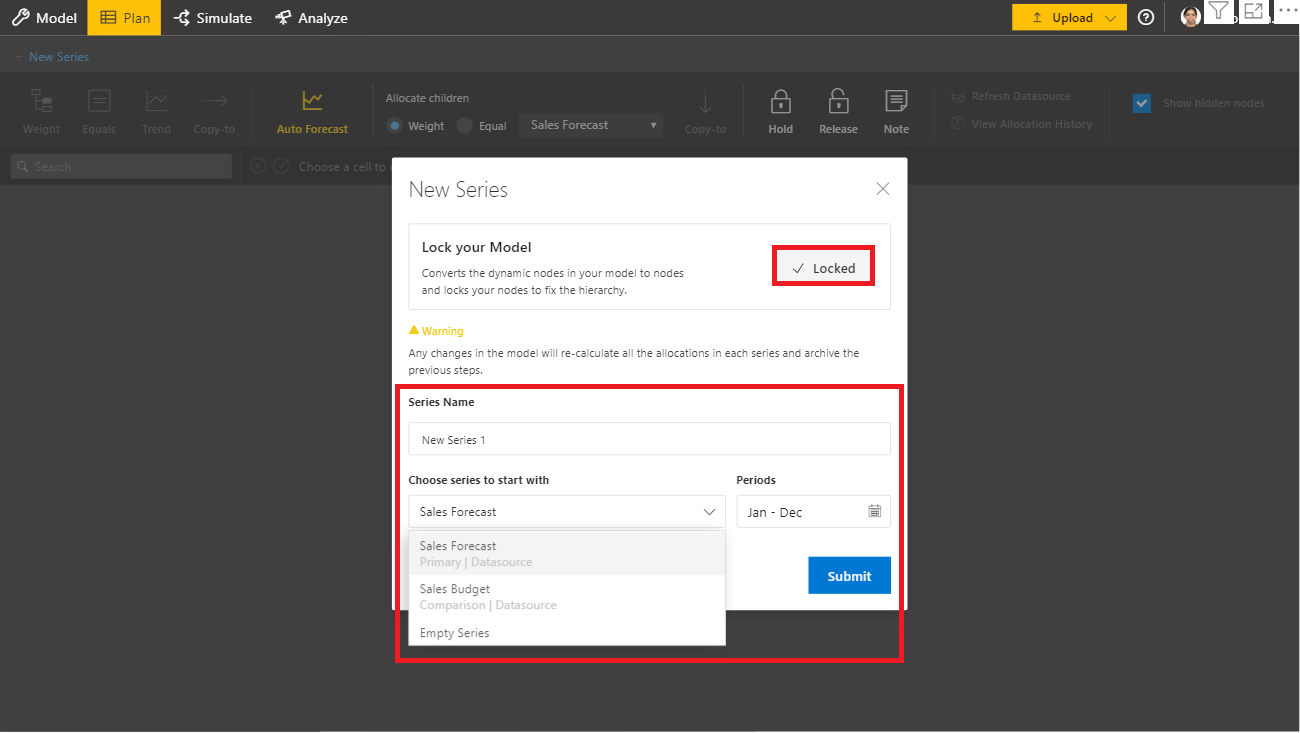 Model
Plan
Simulate
Analyze
Upload
+ New Series
Weight
Equals
Trend
Copy-to
Auto Forecast
Allocate children
Weight
Equal
Sales Forecast
Copy-to
Hold
Release
Note
Refresh Datasource
View Allocation History
Show hidden nodes
Search
Choose a cell to
New Series
Lock your Model
Converts the dynamic nodes in your model to nodes
and locks your nodes to fix the hierarchy.
Locked
Warning
Any changes in the model will re-calculate all the allocations in each series and archive the
previous steps.
Series Name
New Series 1
Choose series to start with
Periods
Sales Forecast
Jan - Dec
Sales Forecast
Primary | Datasource
Sales Budget
Comparison | Datasource
Empty Series
Submit